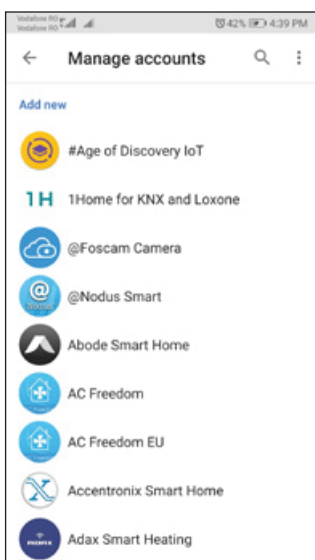 Vodafone RO
Vodafone RO
42% 4:39 PM
Manage accounts
Add new
#Age of Discovery IoT
1H 1Home for KNX and Loxone
@Foscam Camera
@ @Nodus Smart
Nodus
Abode Smart Home
AC Freedom
AC Freedom EU
Accentronix Smart Home
Adax Smart Heating